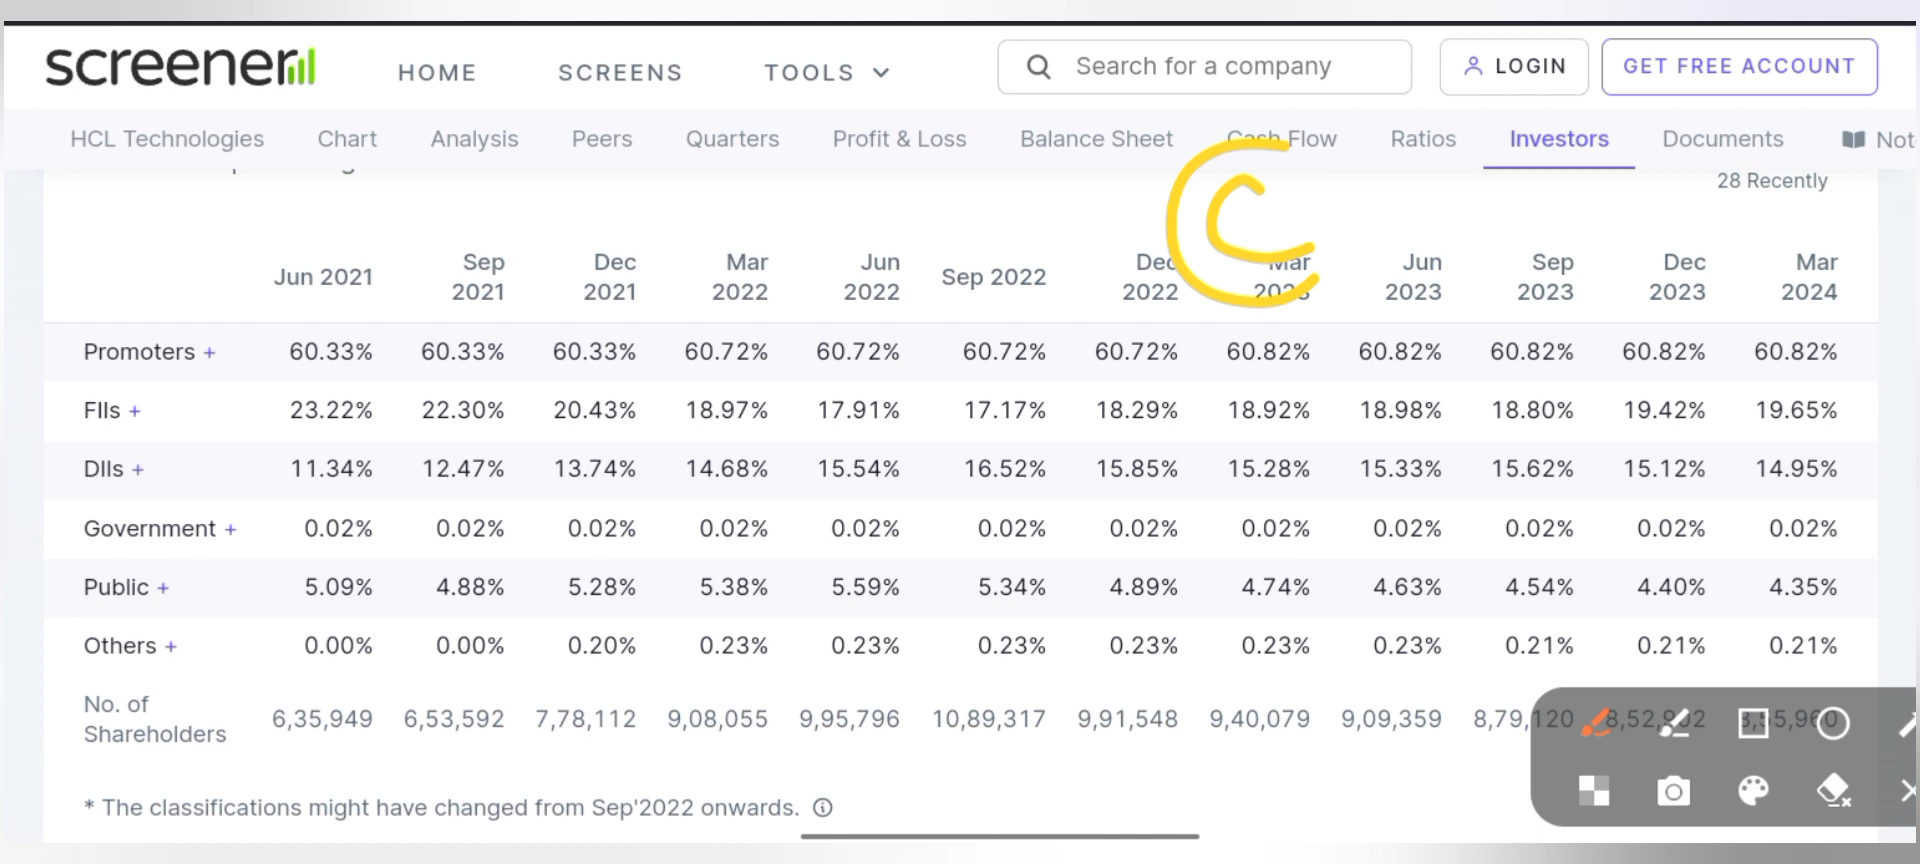 screener HOME SCREENS TOOLS Search for a company LOGIN GET FREE ACCOUNT
HCL Technologies Chart Analysis Peers Quarters Profit & Loss Balance Sheet Cash Flow Ratios Investors Documents Not
28 Recently
Jun 2021 Sep 2021 Dec 2021 Mar 2022 Jun 2022 Sep 2022 Dec 2022 Mar 2023 Jun 2023 Sep 2023 Dec 2023 Mar 2024
Promoters + 60.33% 60.33% 60.33% 60.72% 60.72% 60.72% 60.72% 60.82% 60.82% 60.82% 60.82% 60.82%
FIIs + 23.22% 22.30% 20.43% 18.97% 17.91% 17.17% 18.29% 18.92% 18.98% 18.80% 19.42% 19.65%
DIIs + 11.34% 12.47% 13.74% 14.68% 15.54% 16.52% 15.85% 15.28% 15.33% 15.62% 15.12% 14.95%
Government + 0.02% 0.02% 0.02% 0.02% 0.02% 0.02% 0.02% 0.02% 0.02% 0.02% 0.02% 0.02%
Public + 5.09% 4.88% 5.28% 5.38% 5.59% 5.34% 4.89% 4.74% 4.63% 4.54% 4.40% 4.35%
Others + 0.00% 0.00% 0.20% 0.23% 0.23% 0.23% 0.23% 0.23% 0.23% 0.21% 0.21% 0.21%
No. of Shareholders 6,35,949 6,53,592 7,78,112 9,08,055 9,95,796 10,89,317 9,91,548 9,40,079 9,09,359 8,79,120
* The classifications might have changed from Sep'2022 onwards.